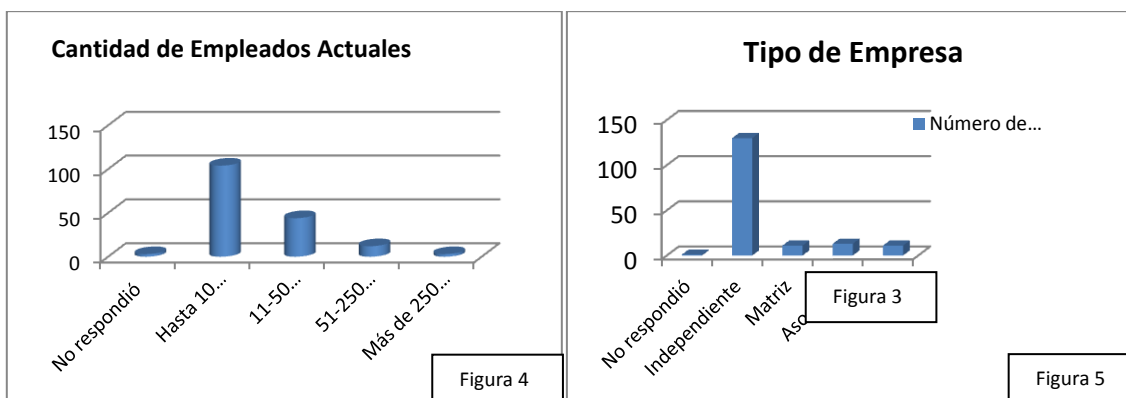 Cantidad de Empleados Actuales
150
100
50
0
No respondió
Hasta 10...
11-50...
51-250...
Más de 250...
Figura 4
Tipo de Empresa
150
100
50
0
Número de...
No respondió
Independiente
Matriz
Figura 3
Figura 5